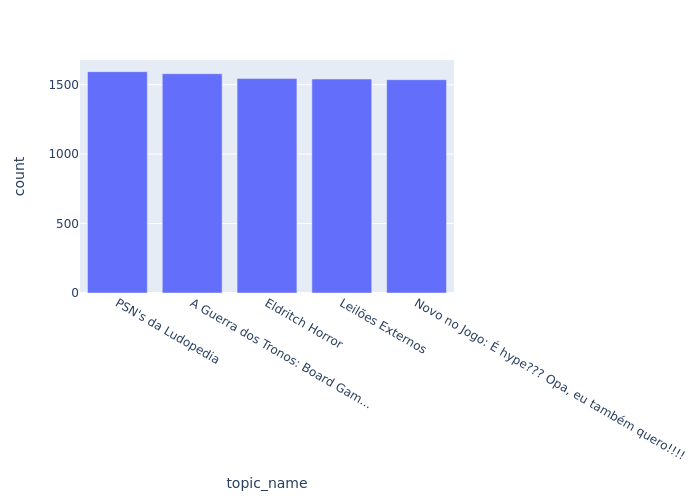 1500
1000
500
0
count
PSN's da Ludopedia
A Guerra dos Tronos: Board Gam...
Eldritch Horror
Leilões Externos
Novo no Jogo: É hype??? Opa, eu também quero!!!!
topic_name